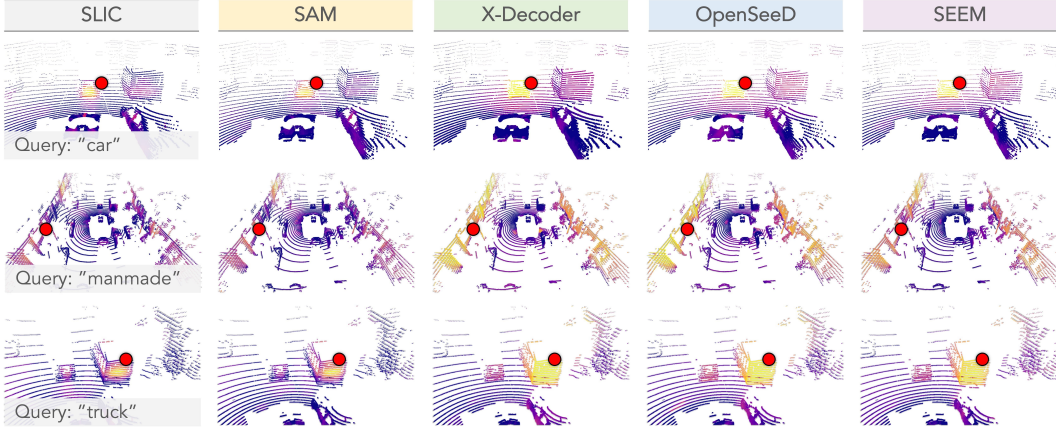 SLIC SAM X-Decoder OpenSeeD SEEM
Query: ”car”
Query: ”manmade”
Query: ”truck”